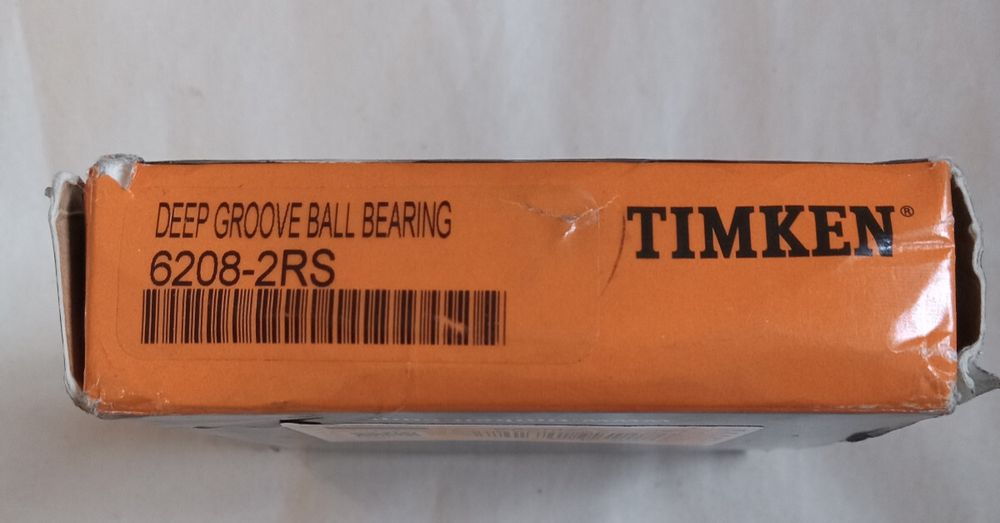 DEEP GROOVE BALL BEARING
6208-2RS
TIMKEN®